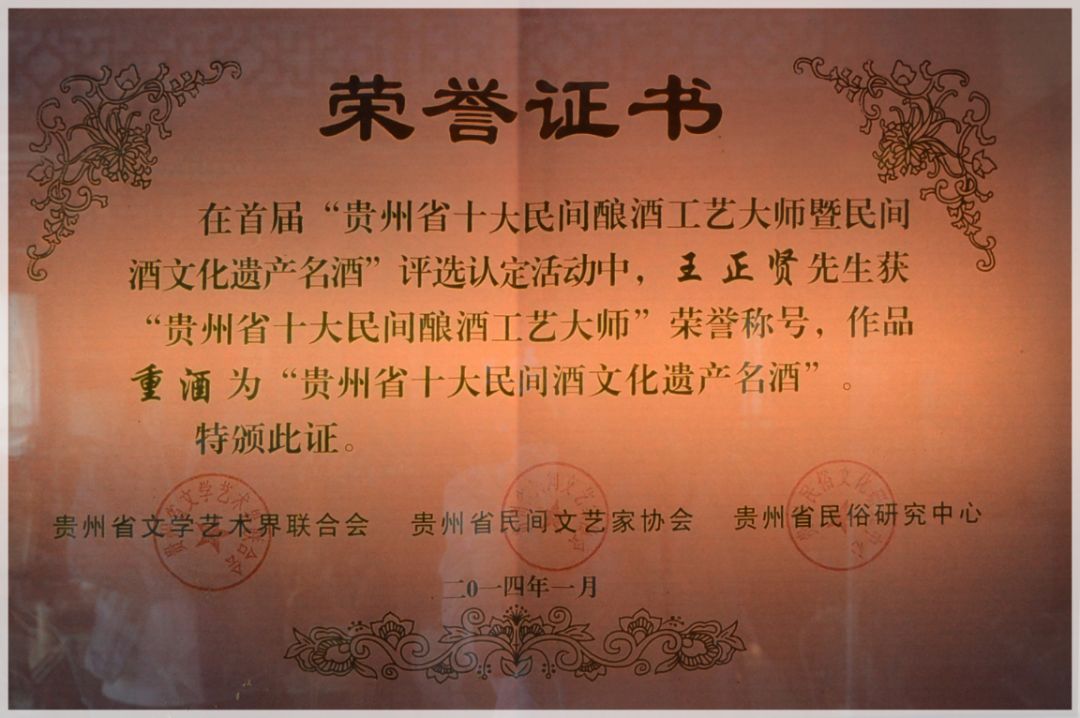 荣誉证书
在首届“贵州省十大民间酿酒工艺大师暨民间
酒文化遗产名酒”评选认定活动中，王正贤先生获
“贵州省十大民间酿酒工艺大师”荣誉称号，作品
重酒为“贵州省十大民间酒文化遗产名酒”。
特颁此证。
贵州省文学艺术界联合会 贵州省民间文艺家协会 贵州省民俗研究中心
二0一四年一月